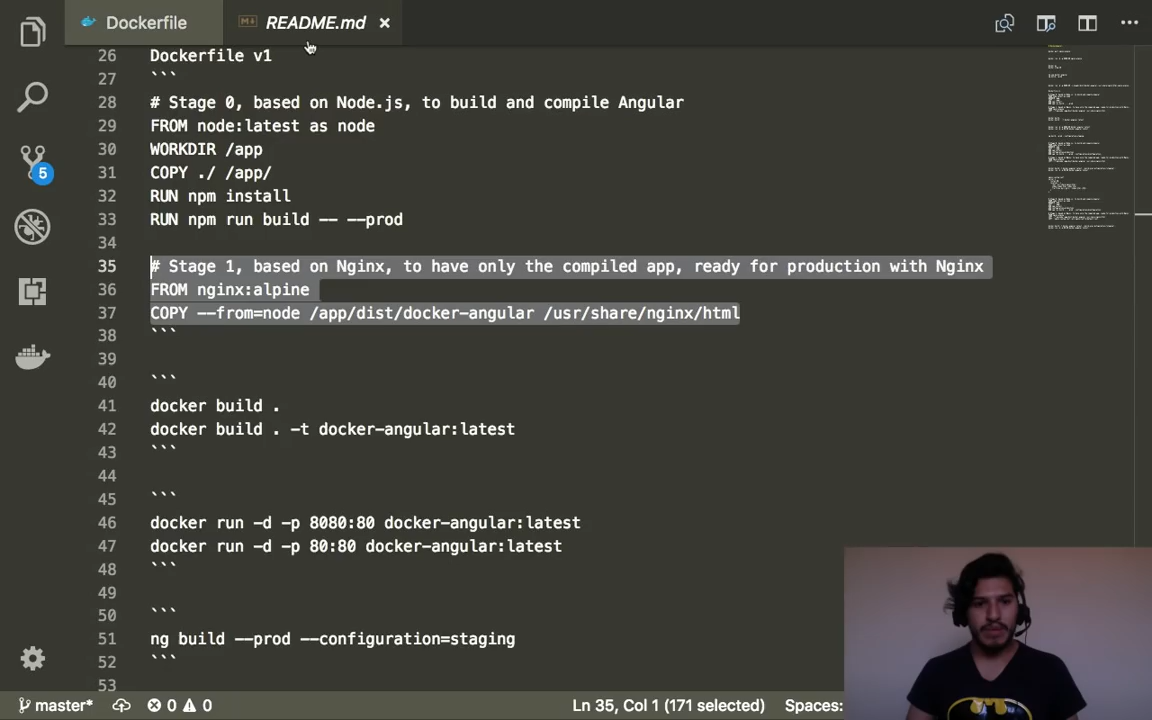 Dockerfile
README.md
26 Dockerfile v1
27 ```
28 # Stage 0, based on Node.js, to build and compile Angular
29 FROM node:latest as node
30 WORKDIR /app
31 COPY ./ /app/
32 RUN npm install
33 RUN npm run build -- --prod
34
35 # Stage 1, based on Nginx, to have only the compiled app, ready for production with Nginx
36 FROM nginx:alpine
37 COPY --from=node /app/dist/docker-angular /usr/share/nginx/html
38 ```
39
40 ```
41 docker build .
42 docker build . -t docker-angular:latest
43 ```
44
45 ```
46 docker run -d -p 8080:80 docker-angular:latest
47 docker run -d -p 80:80 docker-angular:latest
48 ```
49
50 ```
51 ng build --prod --configuration=staging
52 ```
53
5
master* 0 0 Ln 35, Col 1 (171 selected) Spaces:
BATMAN